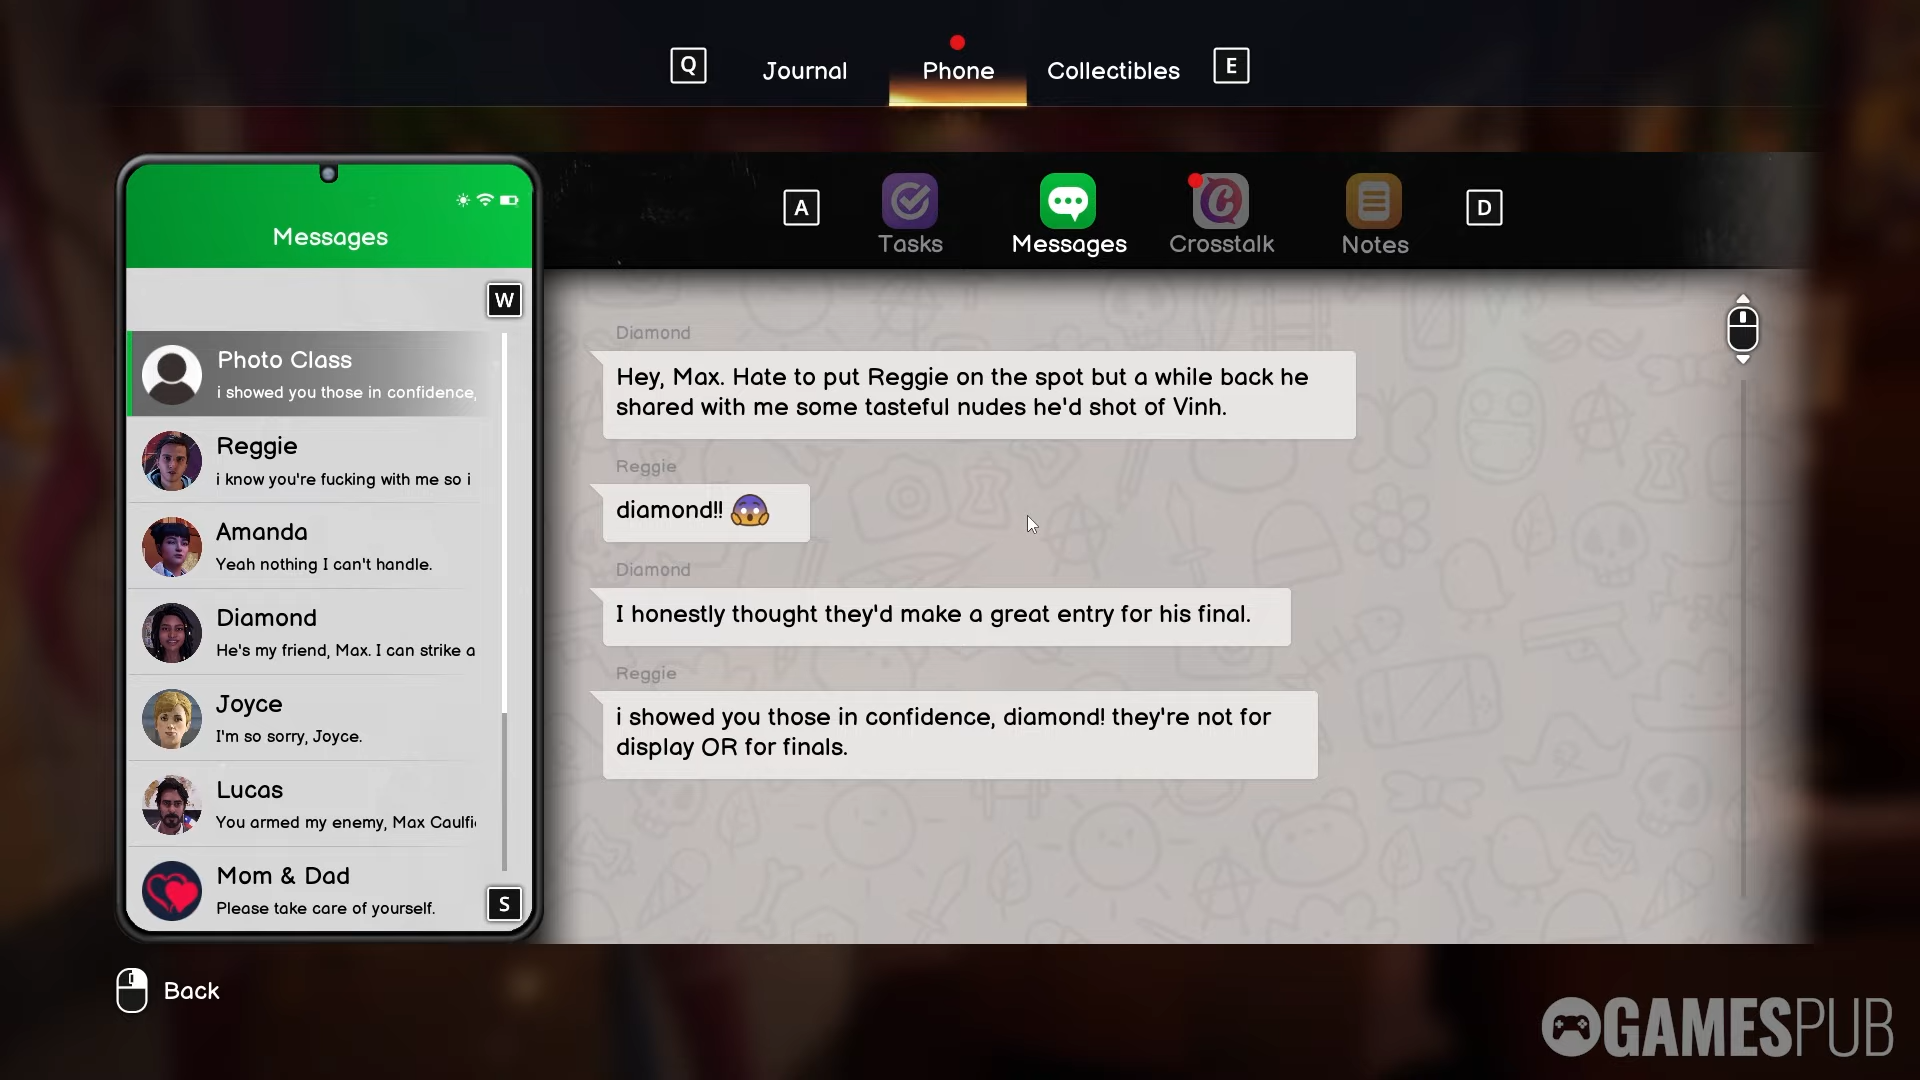 Q
Journal
Phone
Collectibles
E
Messages
W
Photo Class
i showed you those in confidence,
Reggie
i know you're fucking with me so i
Amanda
Yeah nothing I can't handle.
Diamond
He's my friend, Max. I can strike a
Joyce
I'm so sorry, Joyce.
Lucas
You armed my enemy, Max Caulfi
Mom & Dad
Please take care of yourself.
S
A
Tasks
Messages
Crosstalk
Notes
D
Diamond
Hey, Max. Hate to put Reggie on the spot but a while back he
shared with me some tasteful nudes he'd shot of Vinh.
Reggie
diamond!! 😱
Diamond
I honestly thought they'd make a great entry for his final.
Reggie
i showed you those in confidence, diamond! they're not for
display OR for finals.
Back
GAMESPUB